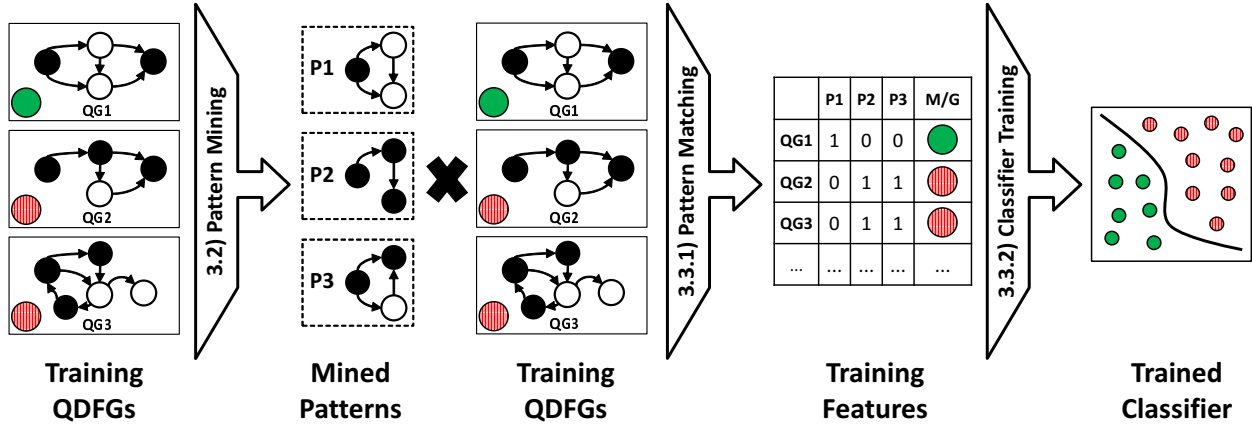 QG1
QG2
QG3
Training
QDFGs
3.2) Pattern Mining
P1
P2
P3
Mined
Patterns
QG1
QG2
QG3
Training
QDFGs
3.3.1) Pattern Matching
P1 P2 P3 M/G
QG1 1 0 0
QG2 0 1 1
QG3 0 1 1
... ... ... ... ...
Training
Features
3.3.2) Classifier Training
Trained
Classifier